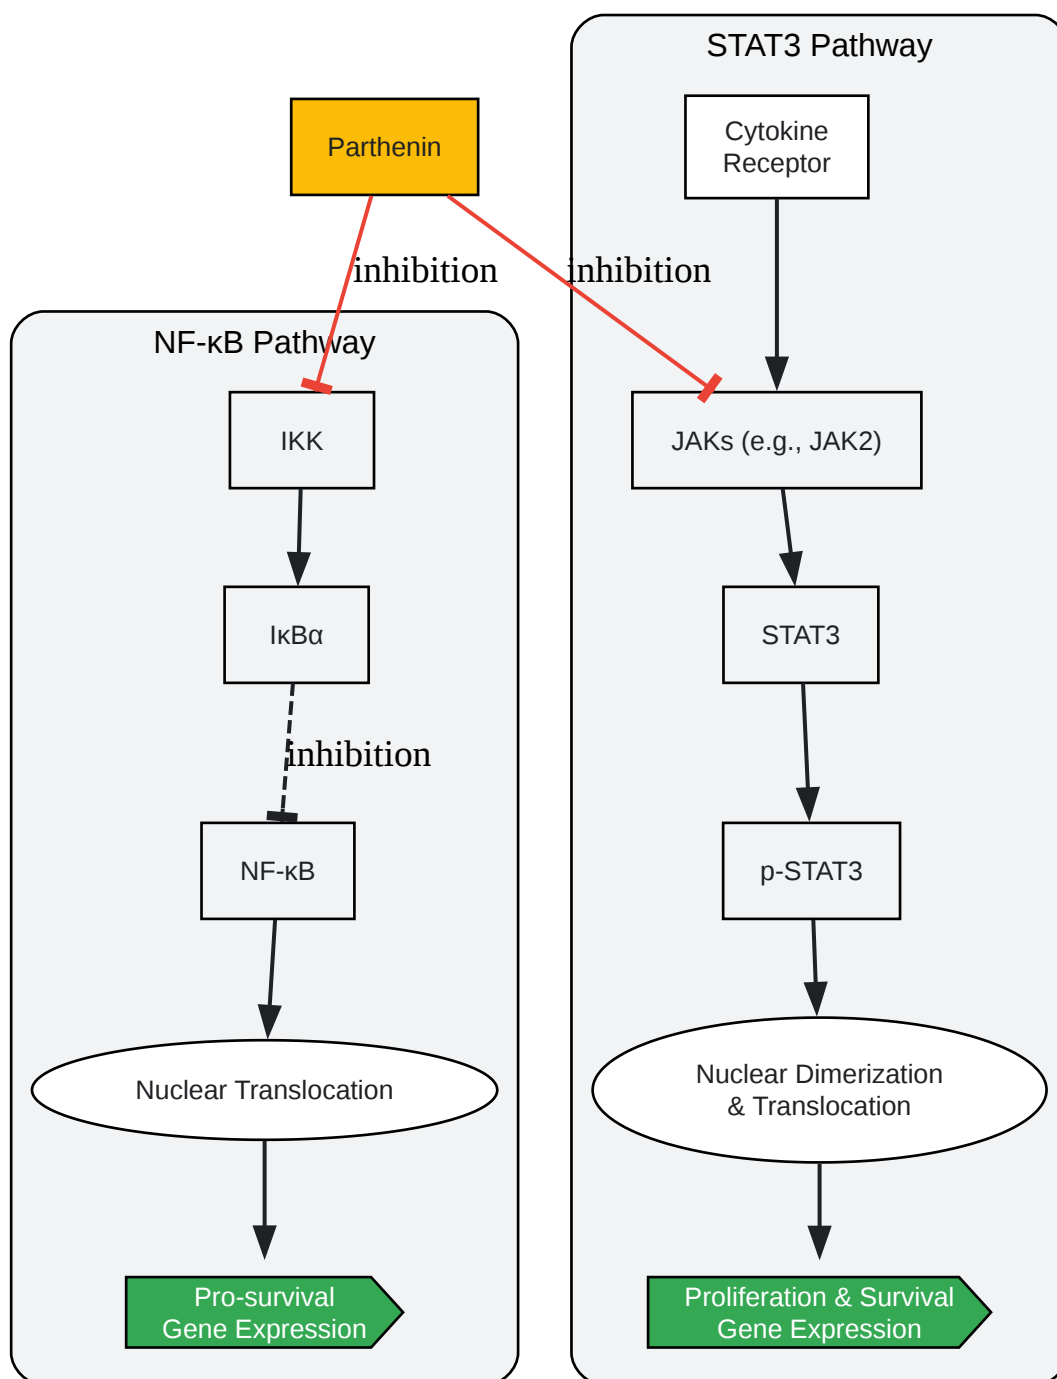 STAT3 Pathway
Parthenin
Cytokine
Receptor
inhibition
inhibition
NF-κB Pathway
IKK
JAKs (e.g., JAK2)
IκBα
STAT3
inhibition
NF-κB
p-STAT3
Nuclear Translocation
Nuclear Dimerization
& Translocation
Pro-survival
Gene Expression
Proliferation & Survival
Gene Expression